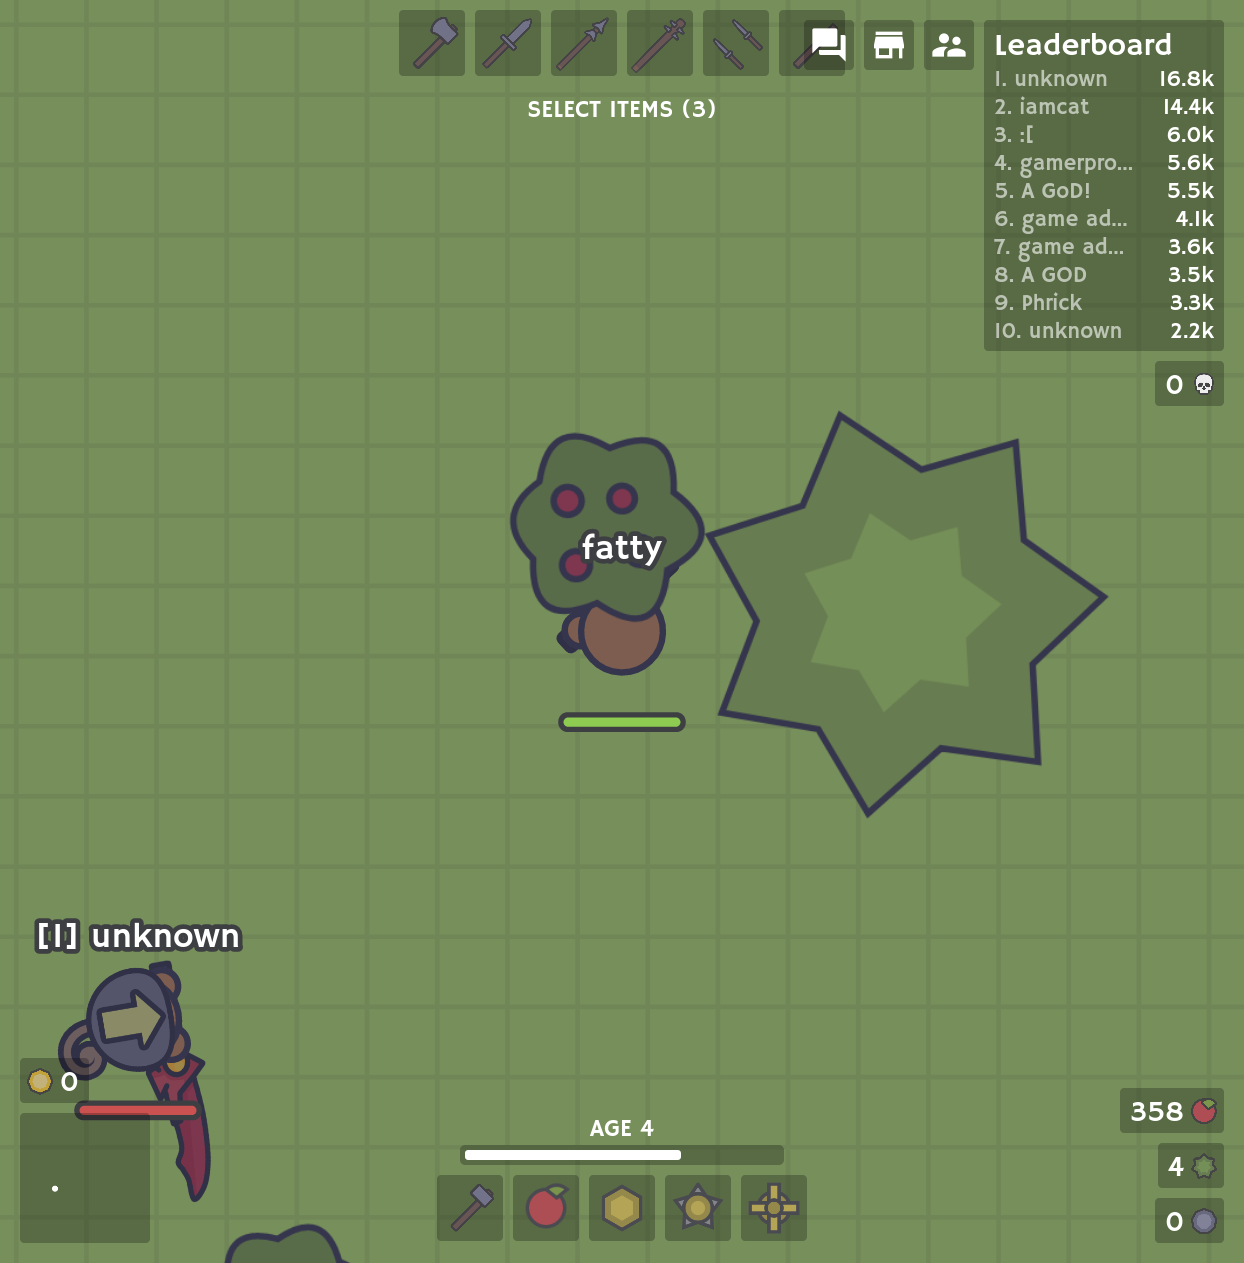 SELECT ITEMS (3)
Leaderboard
1. unknown 16.8k
2. iamcat 14.4k
3. :[ 6.0k
4. gamerpro... 5.6k
5. A GoD! 5.5k
6. game ad... 4.1k
7. game ad... 3.6k
8. A GOD 3.5k
9. Phrick 3.3k
10. unknown 2.2k
0
fatty
[I] unknown
0
AGE 4
358
4
0